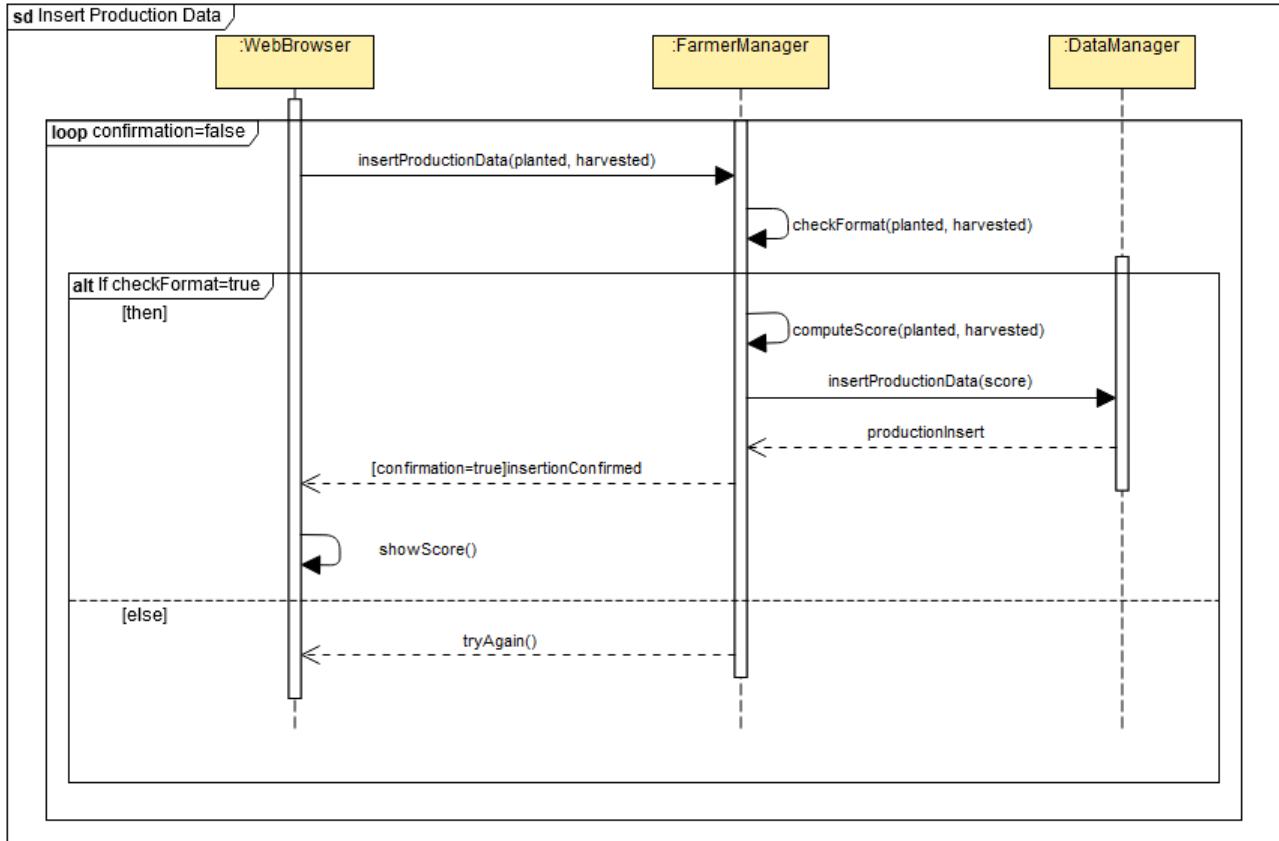 sd Insert Production Data
:WebBrowser
:FarmerManager
:DataManager
loop confirmation=false
insertProductionData(planted, harvested)
checkFormat(planted, harvested)
alt If checkFormat=true
[then]
computeScore(planted, harvested)
insertProductionData(score)
productionInsert
[confirmation=true]insertionConfirmed
showScore()
[else]
tryAgain()